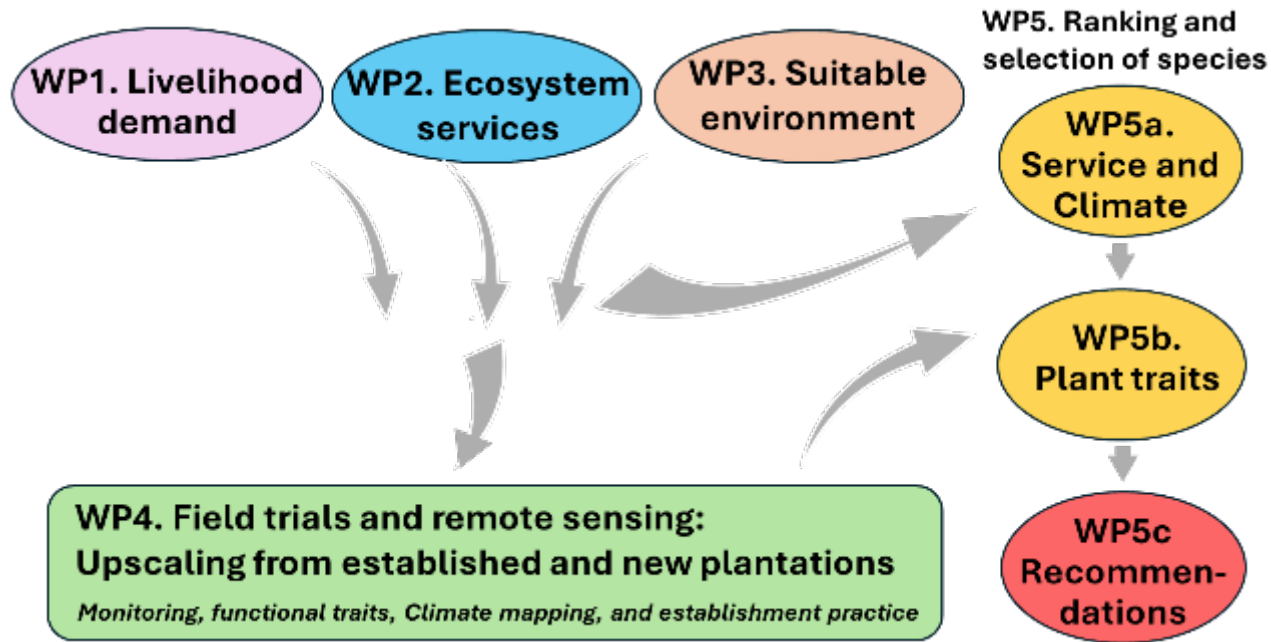 WP1. Livelihood
demand
WP2. Ecosystem
services
WP3. Suitable
environment
WP5. Ranking and
selection of species
WP5a.
Service and
Climate
WP5b.
Plant traits
WP4. Field trials and remote sensing:
Upscaling from established and new plantations
Monitoring, functional traits, Climate mapping, and establishment practice
WP5c
Recommen-
dations